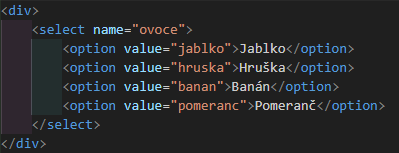 <div>
<select name="ovoce">
<option value="jablko">Jablko</option>
<option value="hruska">Hruška</option>
<option value="banan">Banán</option>
<option value="pomeranc">Pomeranč</option>
</select>
</div>